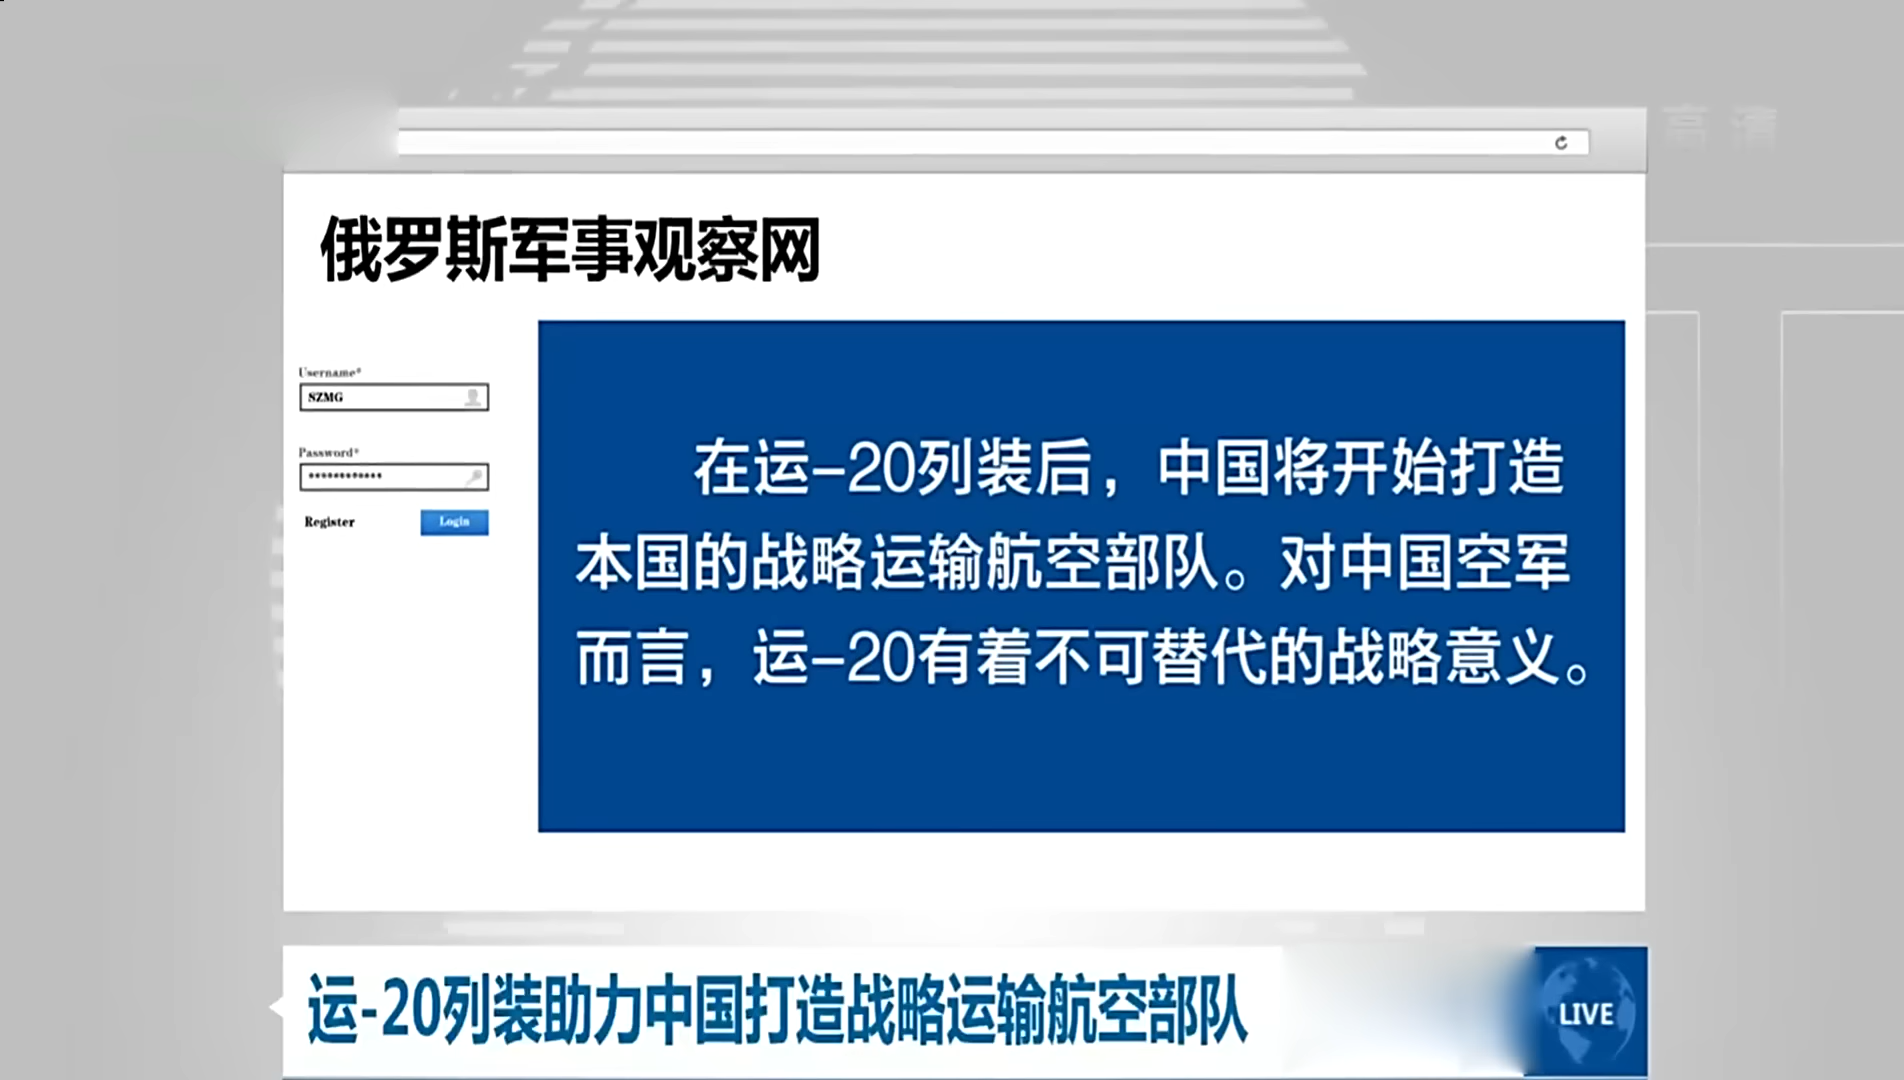 高清
俄罗斯军事观察网
Username*
SZMG
Password*
************
Register
Login
在运-20列装后，中国将开始打造
本国的战略运输航空部队。对中国空军
而言，运-20有着不可替代的战略意义。
运-20列装助力中国打造战略运输航空部队
LIVE